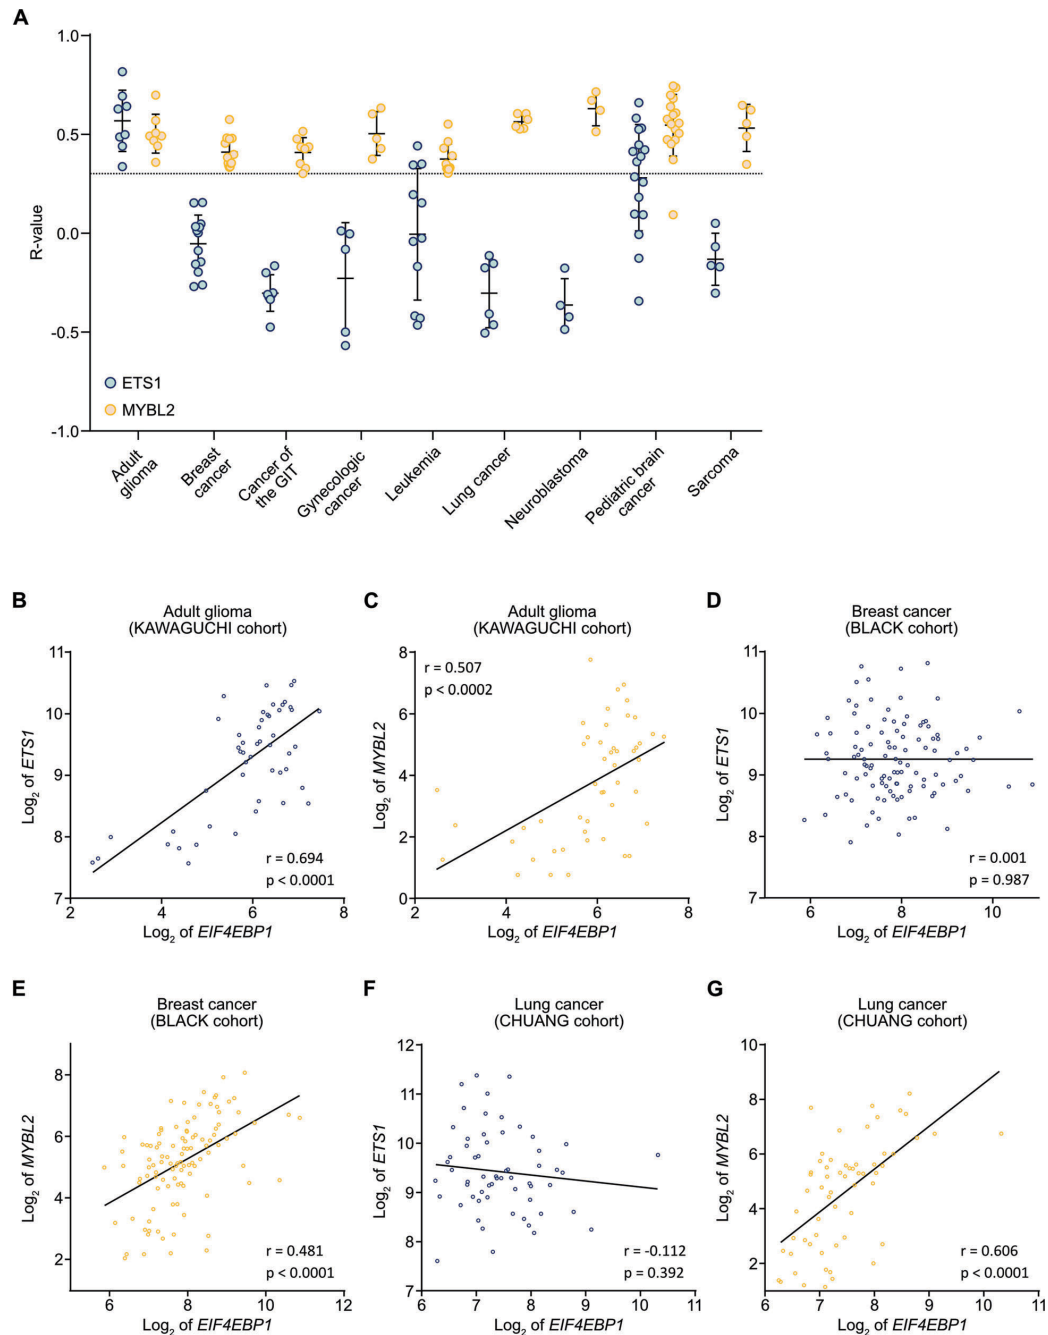 A
1.0
0.5
0.0
-0.5
-1.0
R-value
ETS1
MYBL2
Adult
glioma
Breast
cancer
Cancer of
the GIT
Gynecologic
cancer
Leukemia
Lung cancer
Neuroblastoma
Pediatric brain
cancer
Sarcoma
B
Adult glioma
(KAWAGUCHI cohort)
11
10
9
8
7
Log₂ of ETS1
r = 0.694
p < 0.0001
2 4 6 8
Log₂ of EIF4EBP1
C
Adult glioma
(KAWAGUCHI cohort)
8
6
4
2
0
Log₂ of MYBL2
r = 0.507
p < 0.0002
2 4 6 8
Log₂ of EIF4EBP1
D
Breast cancer
(BLACK cohort)
11
10
9
8
7
Log₂ of ETS1
r = 0.001
p = 0.987
6 8 10
Log₂ of EIF4EBP1
E
Breast cancer
(BLACK cohort)
8
6
4
2
Log₂ of MYBL2
r = 0.481
p < 0.0001
6 8 10 12
Log₂ of EIF4EBP1
F
Lung cancer
(CHUANG cohort)
12
11
10
9
8
7
Log₂ of ETS1
r = -0.112
p = 0.392
6 7 8 9 10 11
Log₂ of EIF4EBP1
G
Lung cancer
(CHUANG cohort)
10
8
6
4
2
Log₂ of MYBL2
r = 0.606
p < 0.0001
6 7 8 9 10 11
Log₂ of EIF4EBP1